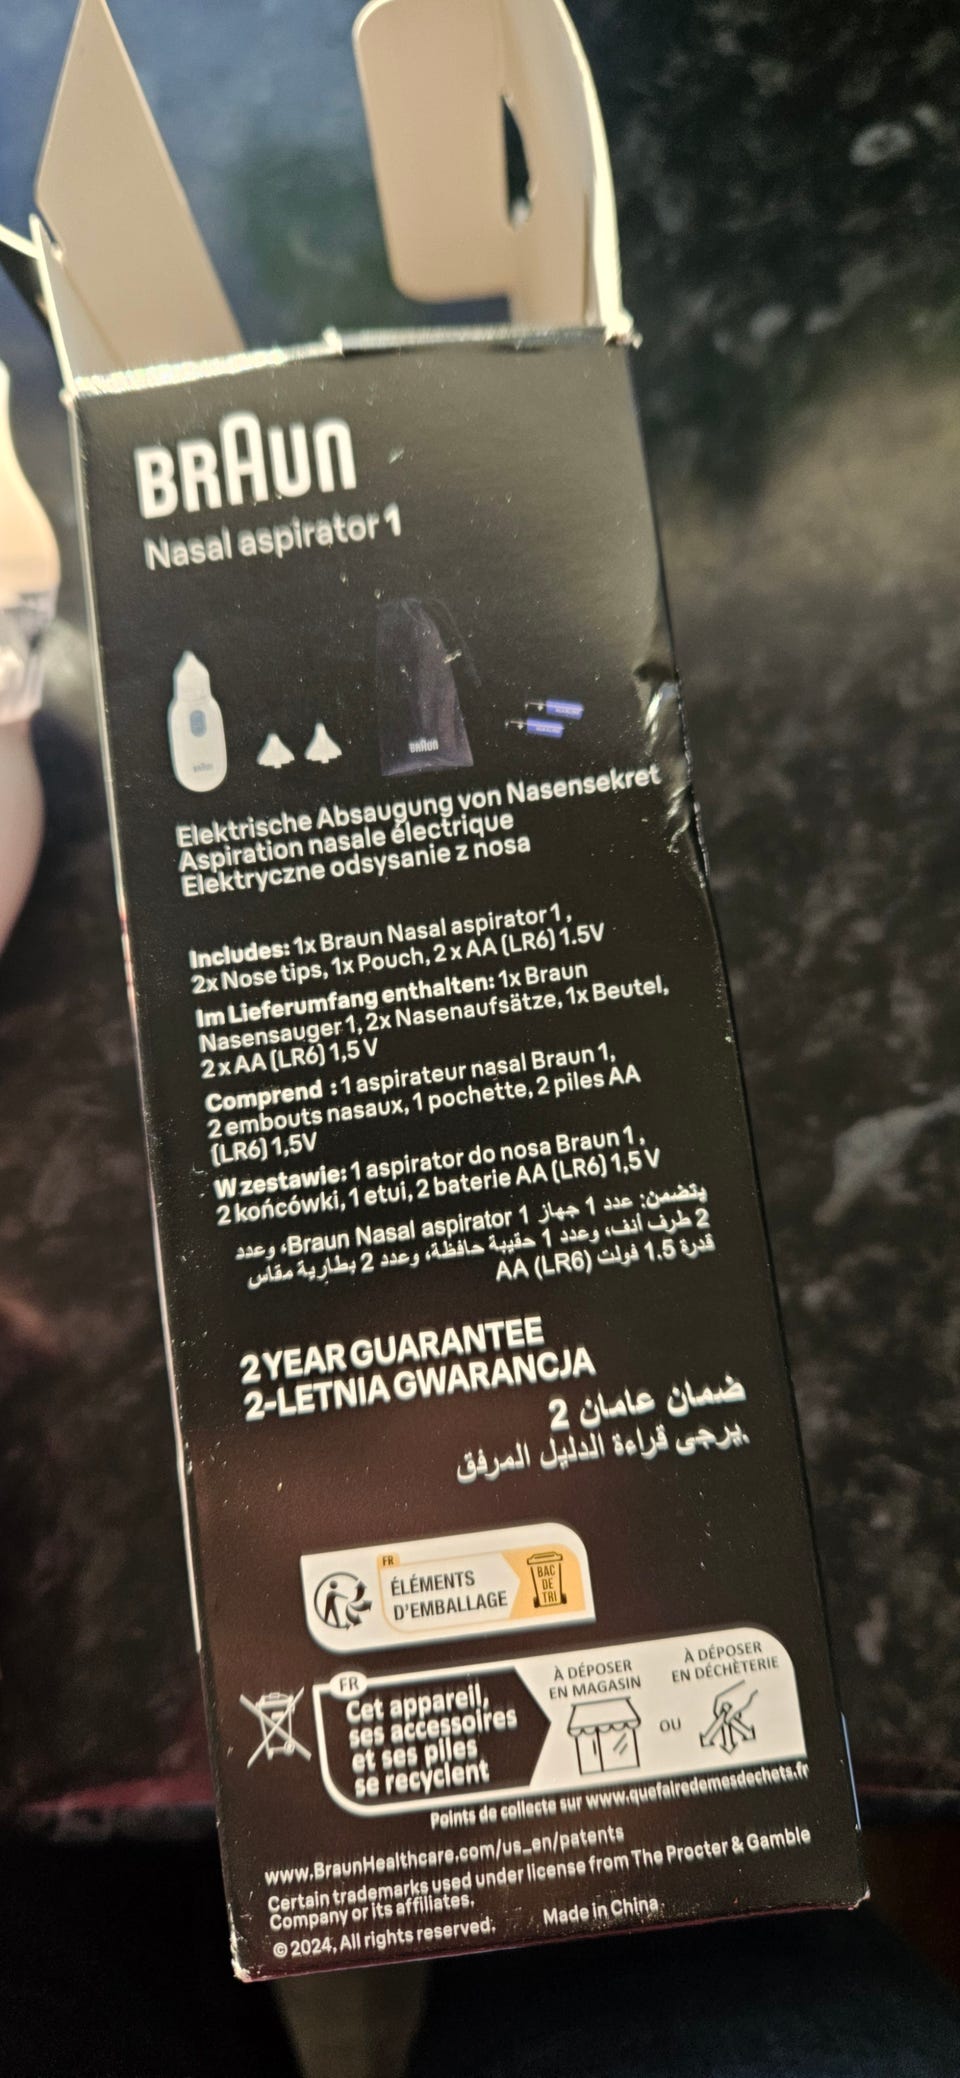 BRAUN
Nasal aspirator 1
BRAUN
Elektrische Absaugung von Nasensekret
Aspiration nasale électrique
Elektryczne odsysanie z nosa
Includes: 1x Braun Nasal aspirator 1,
2x Nose tips, 1x Pouch, 2 x AA (LR6) 1.5V
Im Lieferumfang enthalten: 1x Braun
Nasensauger 1, 2x Nasenaufsätze, 1x Beutel,
2 x AA (LR6) 1,5 V
Comprend : 1 aspirateur nasal Braun 1,
2 embouts nasaux, 1 pochette, 2 piles AA
(LR6) 1,5V
W zestawie: 1 aspirator do nosa Braun 1,
2 końcówki, 1 etui, 2 baterie AA (LR6) 1,5 V
يتضمن: عدد 1 جهاز Braun Nasal aspirator 1، وعدد
2 طرف أنف، وعدد 1 حقيبة حافظة، وعدد 2 بطارية مقاس
AA (LR6) قدرة 1.5 فولت
2 YEAR GUARANTEE
2-LETNIA GWARANCJA
ضمان عامان 2
يرجى قراءة الدليل المرفق.
FR
ÉLÉMENTS
D'EMBALLAGE
BAC
DE
TRI
FR
Cet appareil,
ses accessoires
et ses piles
se recyclent
À DÉPOSER
EN MAGASIN
OU
À DÉPOSER
EN DÉCHÈTERIE
Points de collecte sur www.quefairedemesdechets.fr
www.BraunHealthcare.com/us_en/patents
Certain trademarks used under license from The Procter & Gamble
Company or its affiliates.
© 2024, All rights reserved. Made in China